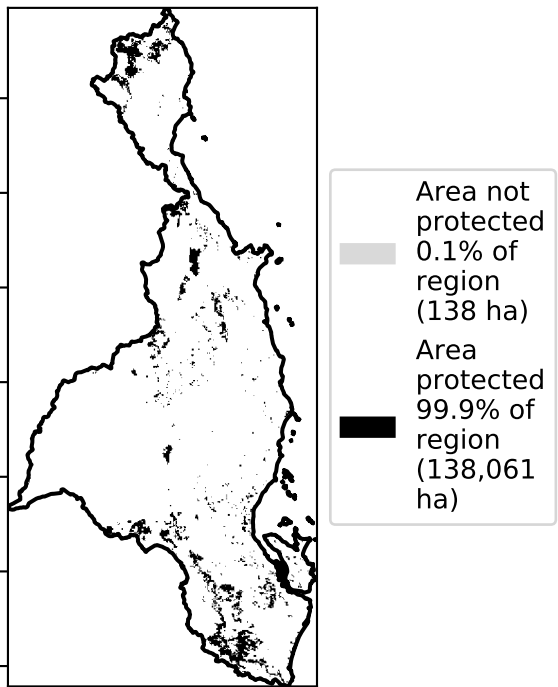 Area not
protected
0.1% of
region
(138 ha)
Area
protected
99.9% of
region
(138,061
ha)